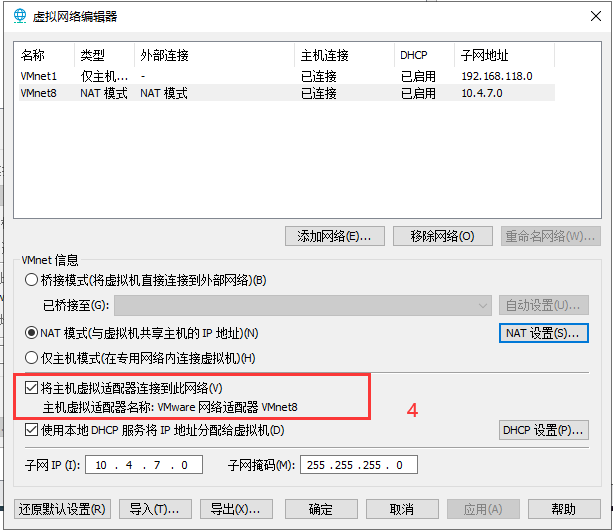 虚拟网络编辑器
名称 类型 外部连接 主机连接 DHCP 子网地址
VMnet1 仅主机... - 已连接 已启用 192.168.118.0
VMnet8 NAT 模式 NAT 模式 已连接 已启用 10.4.7.0
添加网络(E)... 移除网络(O) 重命名网络(W)...
VMnet 信息
桥接模式(将虚拟机直接连接到外部网络)(B)
已桥接至(G): 自动设置(U)...
NAT 模式(与虚拟机共享主机的 IP 地址)(N) NAT 设置(S)...
仅主机模式(在专用网络内连接虚拟机)(H)
将主机虚拟适配器连接到此网络(V)
主机虚拟适配器名称: VMware 网络适配器 VMnet8
4
使用本地 DHCP 服务将 IP 地址分配给虚拟机(D) DHCP 设置(P)...
子网 IP (I): 10 . 4 . 7 . 0 子网掩码(M): 255 .255 .255 . 0
还原默认设置(R) 导入(T)... 导出(X)... 确定 取消 应用(A) 帮助